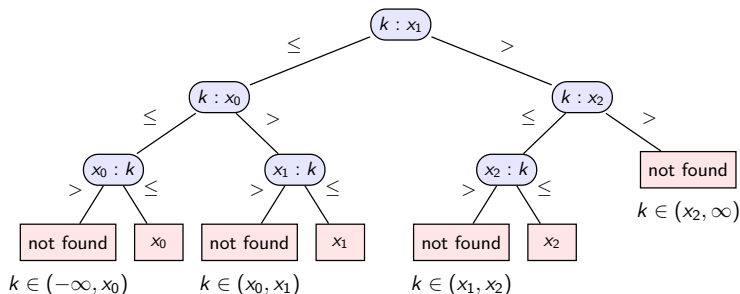 k : x₁
≤ >
k : x₀ k : x₂
≤ > ≤ >
x₀ : k x₁ : k x₂ : k not found
> ≤ > ≤ > ≤ k ∈ (x₂, ∞)
not found x₀ not found x₁ not found x₂
k ∈ (−∞, x₀) k ∈ (x₀, x₁) k ∈ (x₁, x₂)